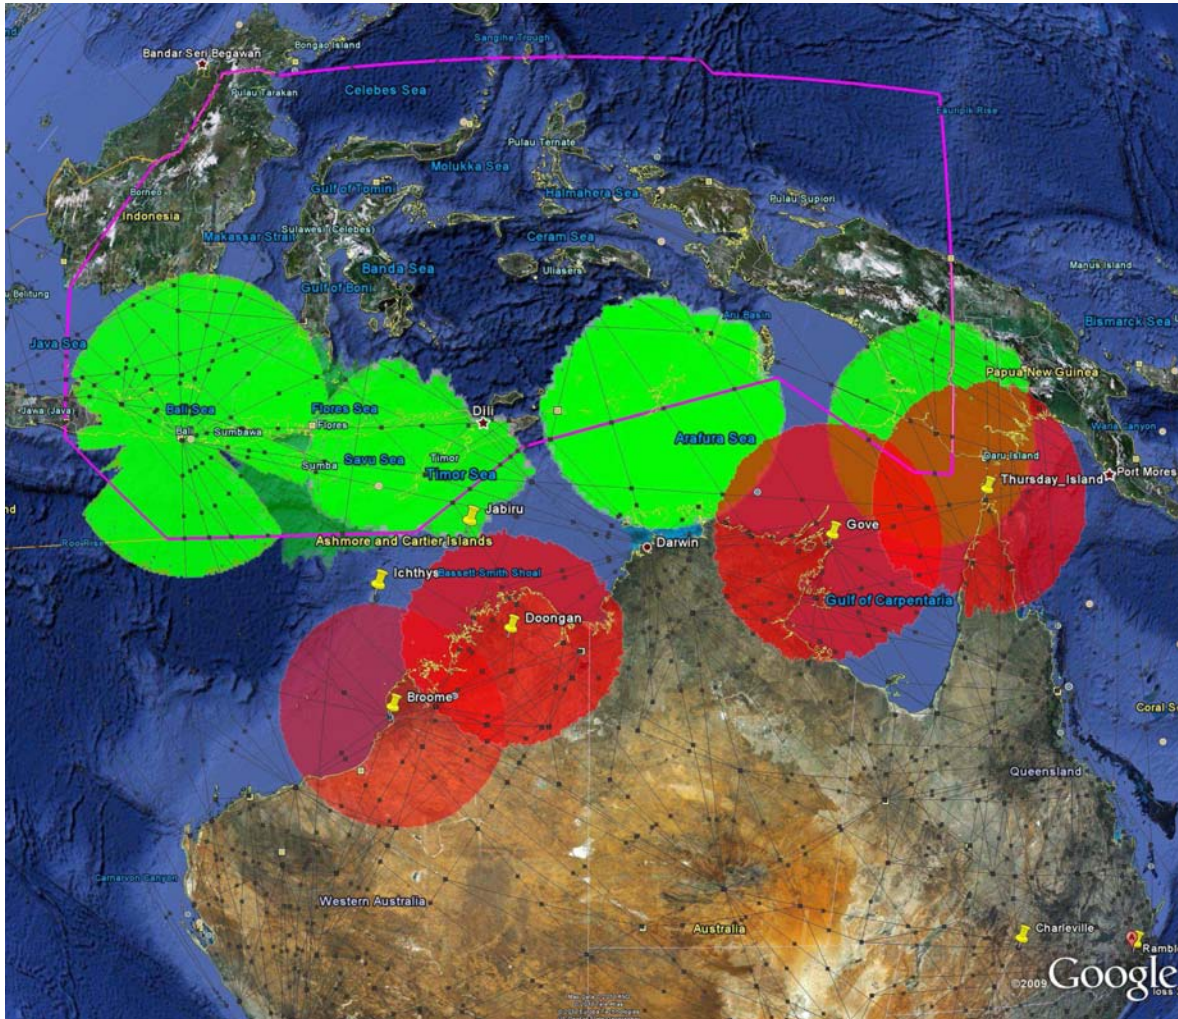 Sangihe Trough
Bongao Island
Bandar Seri Begawan
Pulau Tarakan
Celebes Sea
Eauripik Rise
Pulau Ternate
Molukka Sea
Gulf of Tomini
Halmahera Sea
Borneo
Pulau Supiori
Indonesia
Sulawesi (Celebes)
Makassar Strait
Ceram Sea
Banda Sea
Uliasers
Manus Island
Gulf of Boni
u Belitung
Aru Basin
Bismarck Sea
Java Sea
Papua New Guinea
Jawa (Java)
Bali Sea
Flores Sea
Dili
Bali
Sumbawa
Flores
Arafura Sea
Savu Sea
Timor
Daru Island
Sumba
Timor Sea
Port Mores
Thursday_Island
Jabiru
Gove
Roo Rise
Ashmore and Cartier Islands
Darwin
Ichthys
Bassett-Smith Shoal
Gulf of Carpentaria
Doongan
Broome
Coral S
Queensland
Carnarvon Canyon
Western Australia
Australia
Charleville
Rambl
©2009 Google